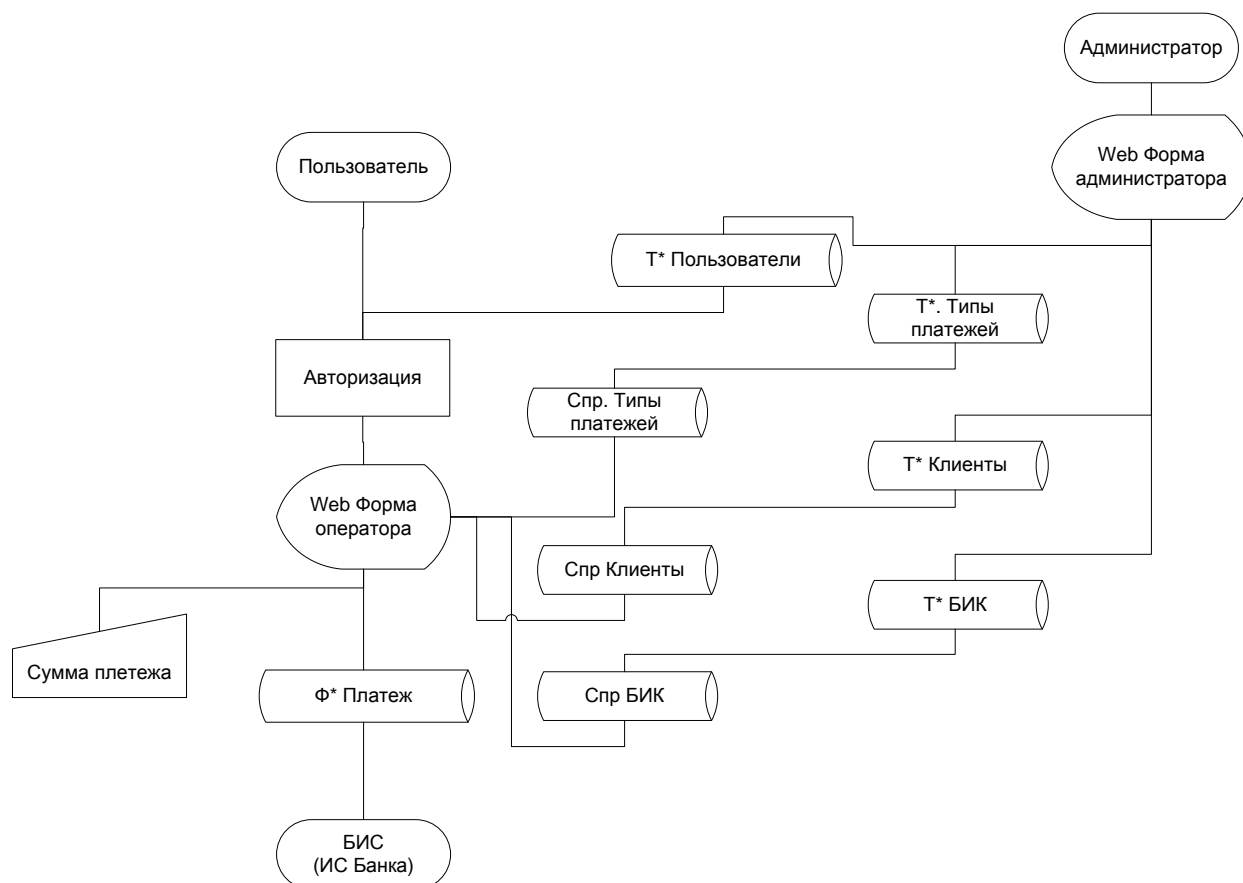 Администратор
Web Форма
администратора
Пользователь
Т* Пользователи
Т*. Типы
платежей
Авторизация
Спр. Типы
платежей
Т* Клиенты
Web Форма
оператора
Спр Клиенты
Т* БИК
Сумма плетежа
Ф* Платеж
Спр БИК
БИС
(ИС Банка)